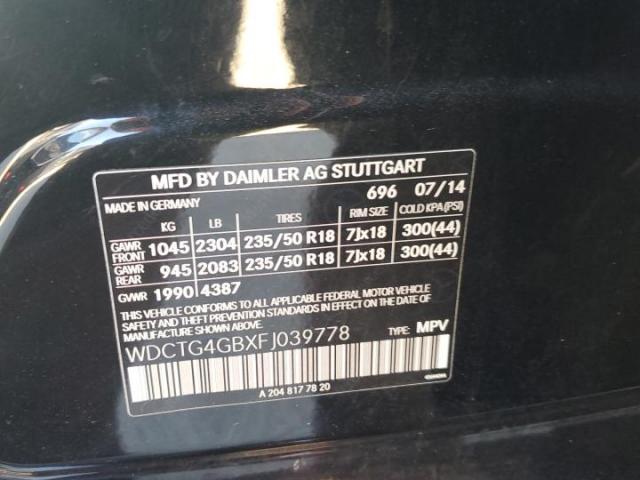 MFD BY DAIMLER AG STUTTGART
MADE IN GERMANY 696 07/14
KG LB TIRES RIM SIZE COLD KPA(PSI)
GAWR FRONT 1045 2304 235/50 R18 7Jx18 300(44)
GAWR REAR 945 2083 235/50 R18 7Jx18 300(44)
GVWR 1990 4387
THIS VEHICLE CONFORMS TO ALL APPLICABLE FEDERAL MOTOR VEHICLE
SAFETY AND THEFT PREVENTION STANDARDS IN EFFECT ON THE DATE OF
MANUFACTURE SHOWN ABOVE.
WDCTG4GBXFJ039778 TYPE: MPV
A 204 817 78 20